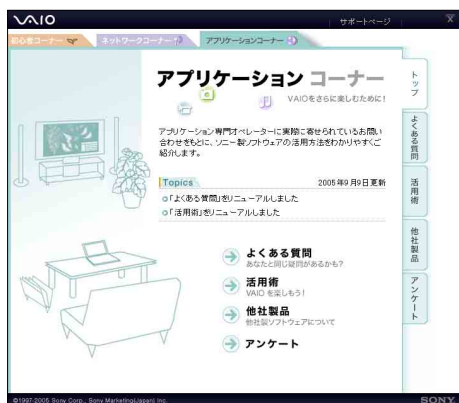 VAIO
サポートページ
X
初心者コーナー
ネットワークコーナー
アプリケーションコーナー
アプリケーション コーナー
VAIOをさらに楽しむために!
アプリケーション専門オペレーターに実際に寄せられているお問い
合わせをもとに、ソニー製ソフトウェアの活用方法をわかりやすくご
紹介します。
Topics
2005年9月9日更新
「よくある質問」をリニューアルしました
「活用術」をリニューアルしました
よくある質問
あなたと同じ疑問があるかも?
活用術
VAIO を楽しもう!
他社製品
他社製ソフトウェアについて
アンケート
トップ
よくある質問
活用術
他社製品
アンケート
©1997-2005 Sony Corp., Sony Marketing(Japan) Inc.
SONY